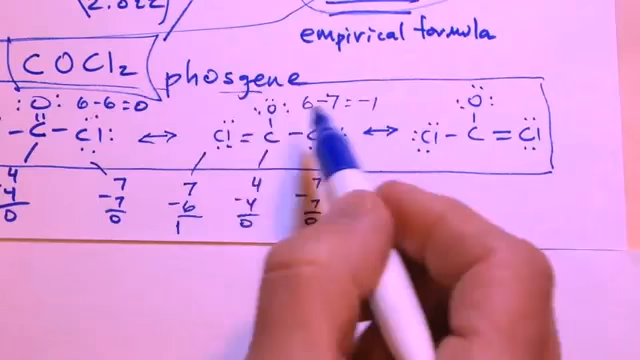 (2.022)
empirical formula
COCl₂ phosgene
:Ö: 6-6=0 :Ö: 6-7=-1 :Ö:
- C - Cl: ↔ Cl = C - ↔ :Cl - C = Cl
4 7 7 4 7
-4 -7 -6 -4 -7
0 0 1 0 0